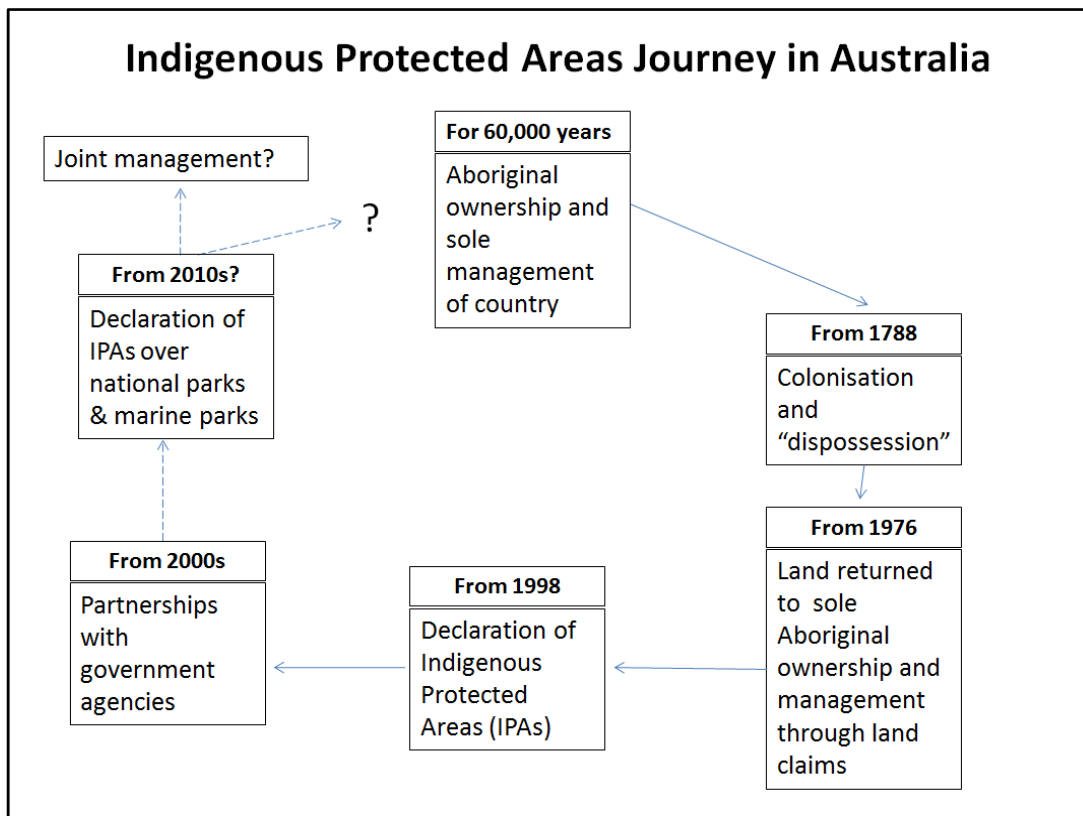 Indigenous Protected Areas Journey in Australia
For 60,000 years
Aboriginal
ownership and
sole
management
of country
From 1788
Colonisation
and
“dispossession”
From 1976
Land returned
to  sole
Aboriginal
ownership and
management
through land
claims
From 1998
Declaration of
Indigenous
Protected
Areas (IPAs)
From 2000s
Partnerships
with
government
agencies
From 2010s?
Declaration of
IPAs over
national parks
& marine parks
Joint management?
?